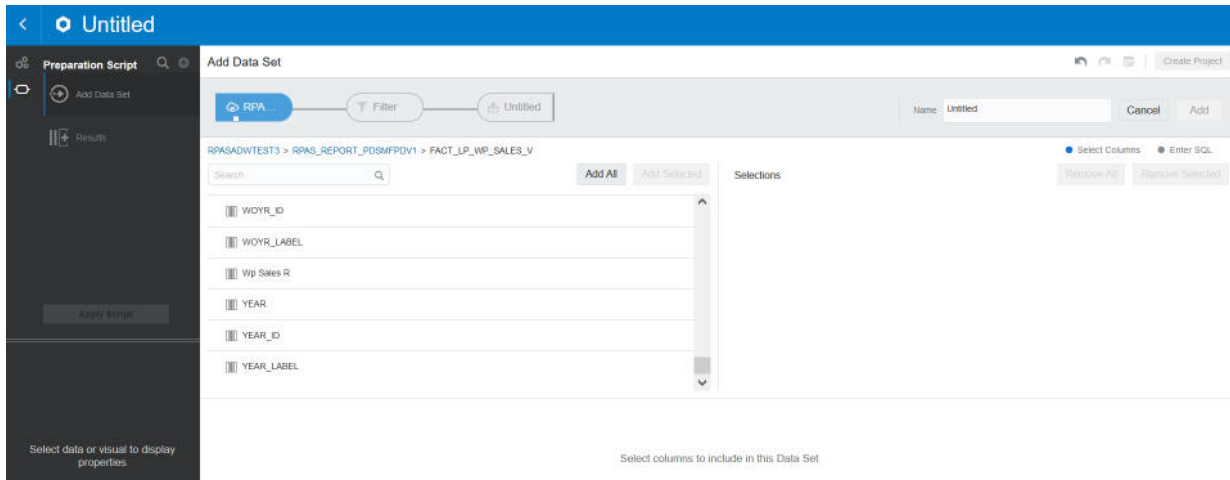 Untitled
Preparation Script
Add Data Set
Results
Apply Script
Select data or visual to display
properties
Add Data Set
Create Project
RPA...
Filter
Untitled
Name Untitled
Cancel
Add
RPASADWTEST3 > RPAS_REPORT_PDSMFPDV1 > FACT_LP_WP_SALES_V
Select Columns
Enter SQL
Search
Add All
Add Selected
Selections
Remove All
Remove Selected
WOYR_ID
WOYR_LABEL
Wp Sales R
YEAR
YEAR_ID
YEAR_LABEL
Select columns to include in this Data Set